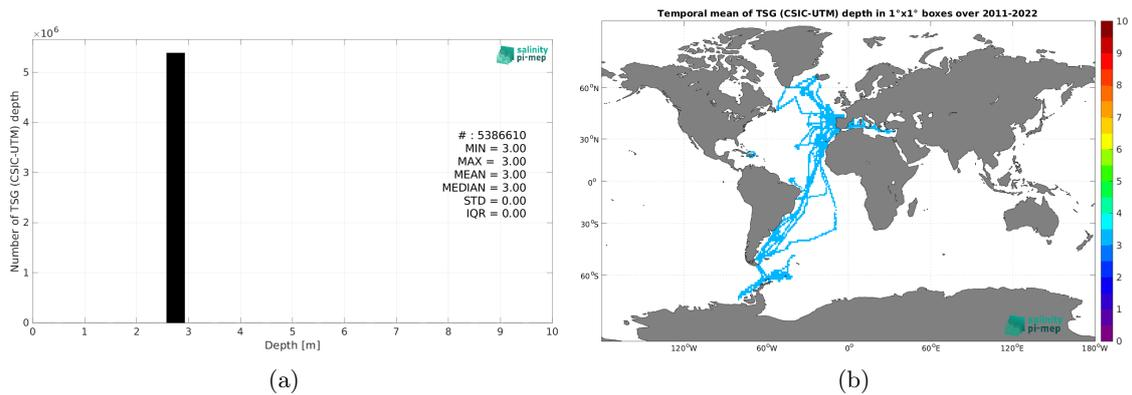 ×10⁶
5
4
3
2
1
0
Number of TSG (CSIC-UTM) depth
0 1 2 3 4 5 6 7 8 9 10
Depth [m]
salinity
pi-mep
# : 5386610
MIN = 3.00
MAX = 3.00
MEAN = 3.00
MEDIAN = 3.00
STD = 0.00
IQR = 0.00
(a)
Temporal mean of TSG (CSIC-UTM) depth in 1°x1° boxes over 2011-2022
60°N
30°N
0°
30°S
60°S
120°W 60°W 0° 60°E 120°E 180°W
salinity
pi-mep
10
9
8
7
6
5
4
3
2
1
0
(b)